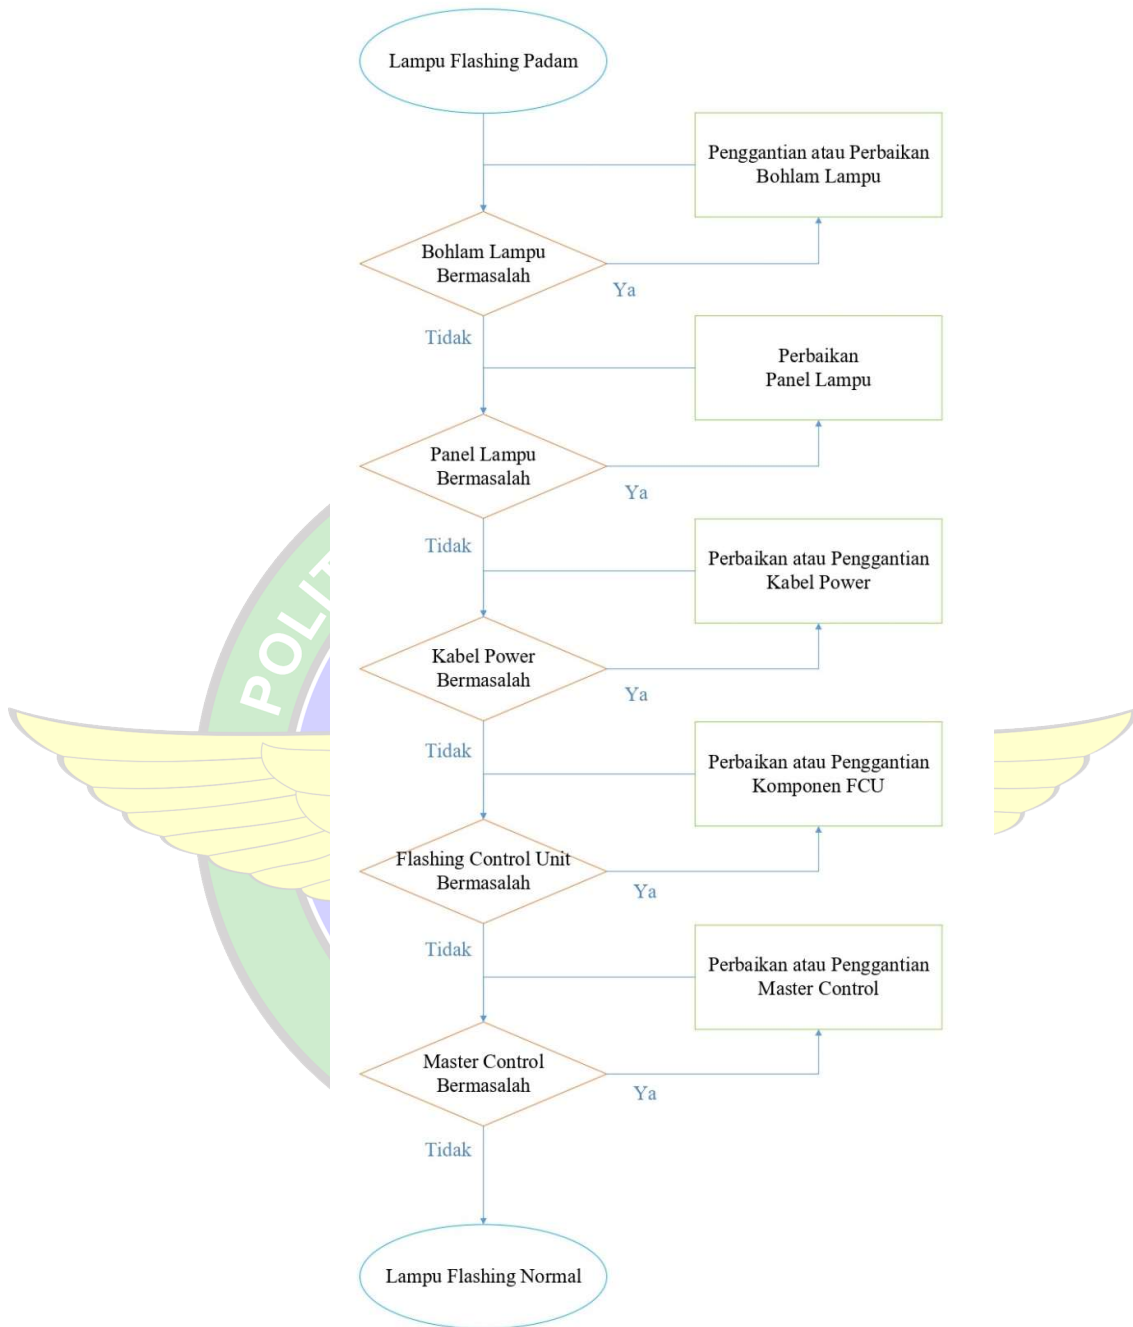 Lampu Flashing Padam
Penggantian atau Perbaikan
Bohlam Lampu
Bohlam Lampu
Bermasalah
Ya
Tidak
Perbaikan
Panel Lampu
Panel Lampu
Bermasalah
Ya
Tidak
Perbaikan atau Penggantian
Kabel Power
Kabel Power
Bermasalah
Ya
Tidak
Perbaikan atau Penggantian
Komponen FCU
Flashing Control Unit
Bermasalah
Ya
Tidak
Perbaikan atau Penggantian
Master Control
Master Control
Bermasalah
Ya
Tidak
Lampu Flashing Normal